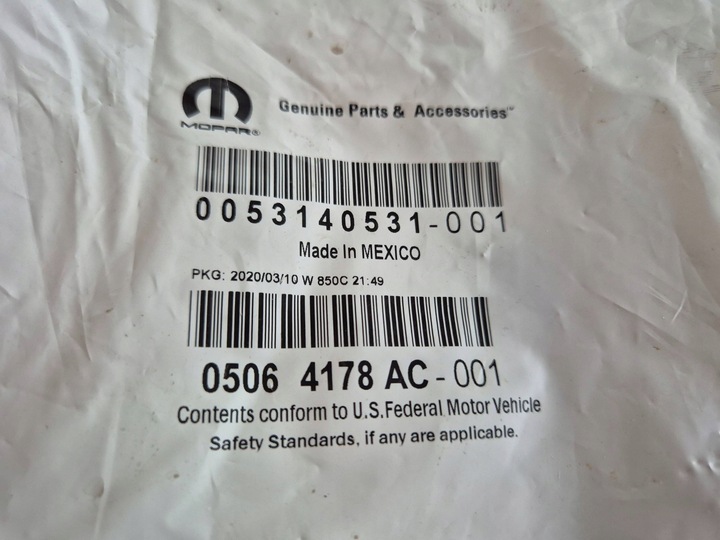 MOPAR®
Genuine Parts & Accessories™
0053140531-001
Made In MEXICO
PKG: 2020/03/10 W 850C 21:49
0506 4178 AC - 001
Contents conform to U.S.Federal Motor Vehicle
Safety Standards, if any are applicable.